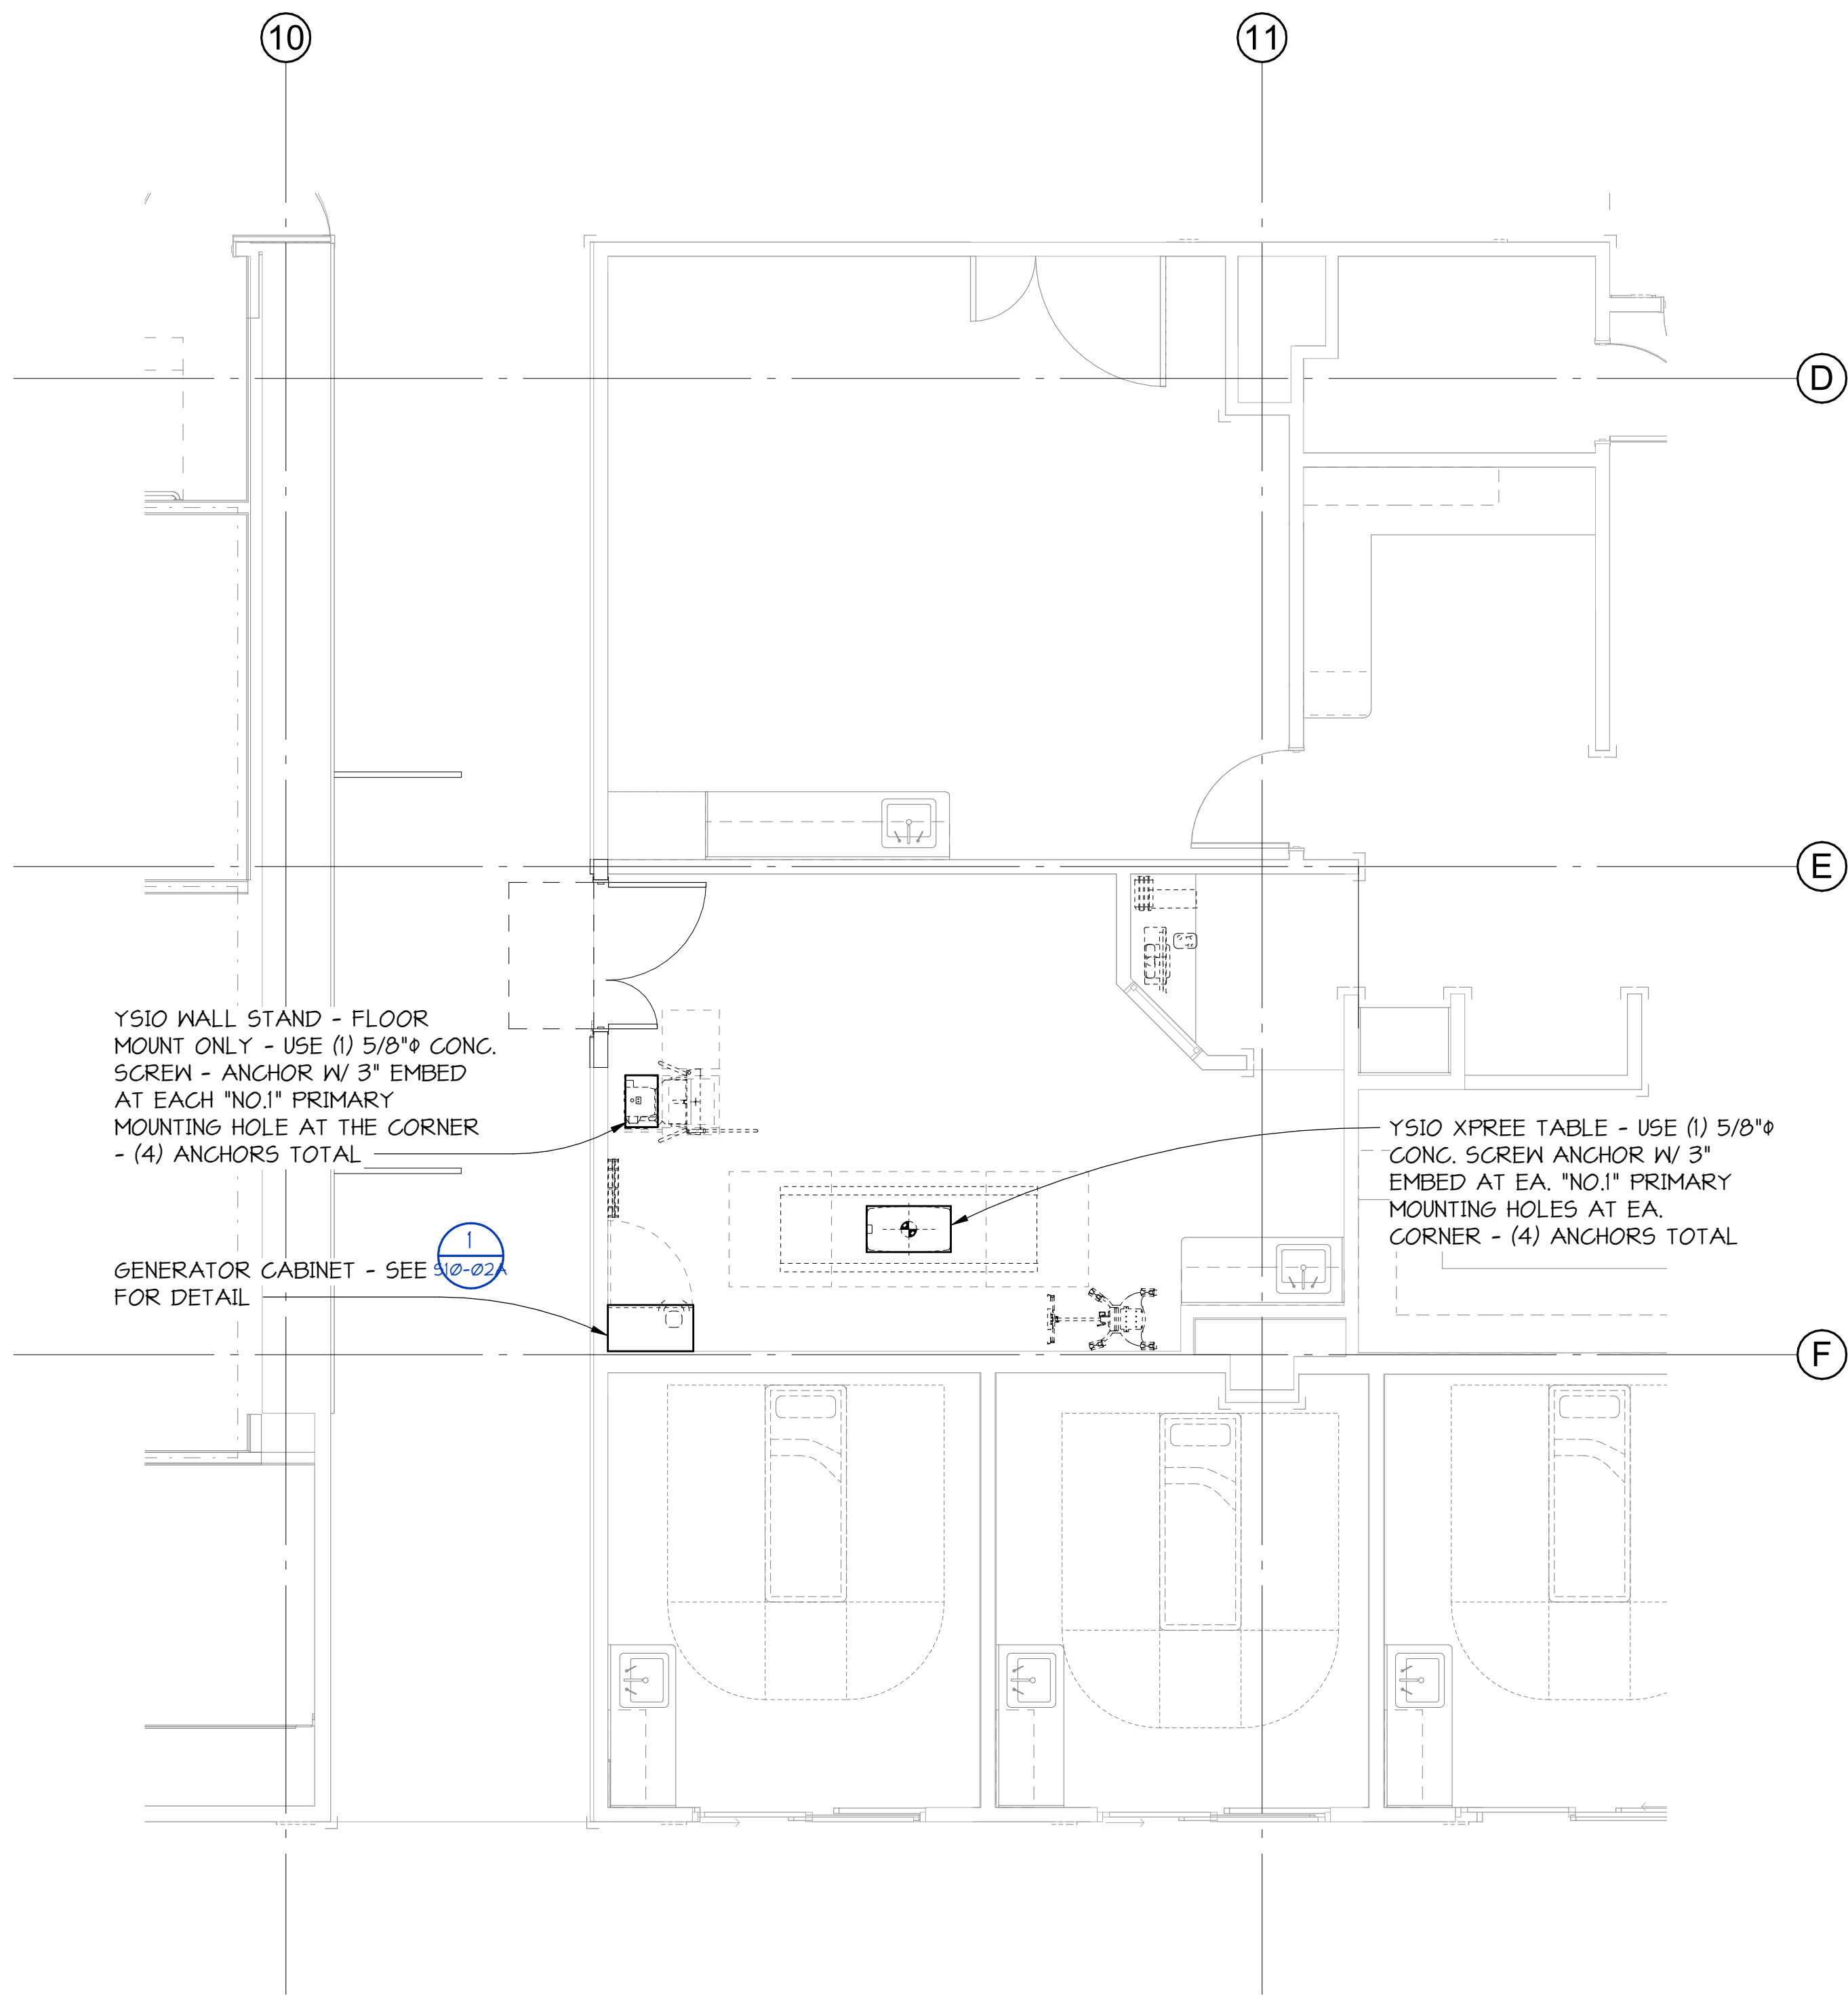 10
11
D
E
F
YSIO WALL STAND - FLOOR
MOUNT ONLY - USE (1) 5/8"Φ CONC.
SCREW - ANCHOR W/ 3" EMBED
AT EACH "NO.1" PRIMARY
MOUNTING HOLE AT THE CORNER
- (4) ANCHORS TOTAL
YSIO XPREE TABLE - USE (1) 5/8"Φ
CONC. SCREW ANCHOR W/ 3"
EMBED AT EA. "NO.1" PRIMARY
MOUNTING HOLES AT EA.
CORNER - (4) ANCHORS TOTAL
1
S10-02A
GENERATOR CABINET - SEE
FOR DETAIL